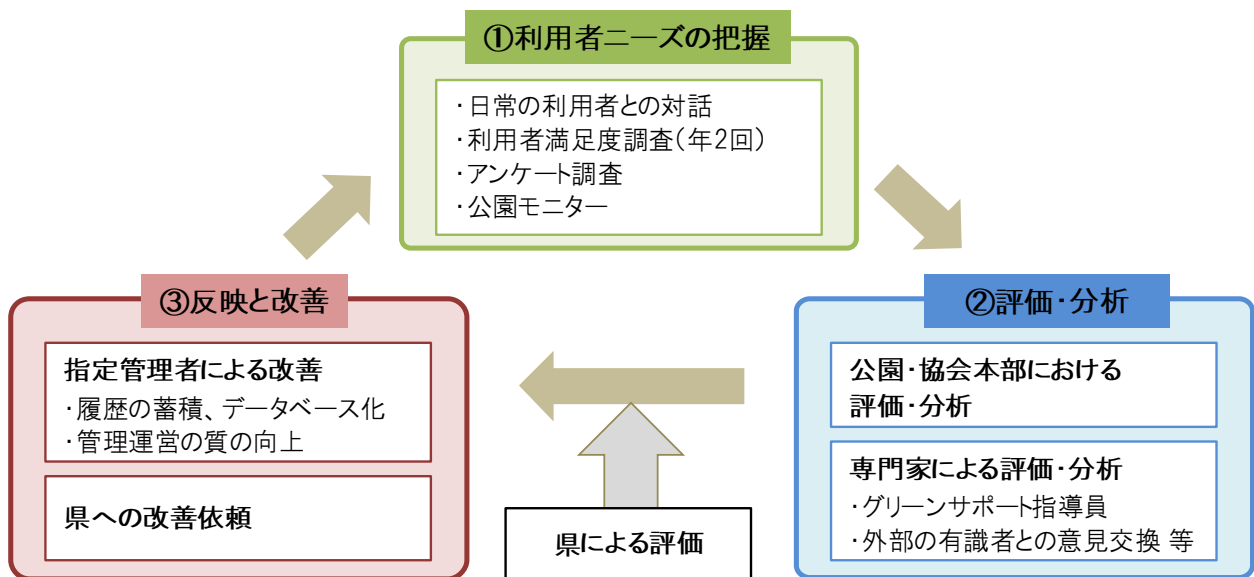 ①利用者ニーズの把握
・日常の利用者との対話
・利用者満足度調査(年2回)
・アンケート調査
・公園モニター
②評価・分析
公園・協会本部における
評価・分析
専門家による評価・分析
・グリーンサポート指導員
・外部の有識者との意見交換 等
県による評価
③反映と改善
指定管理者による改善
・履歴の蓄積、データベース化
・管理運営の質の向上
県への改善依頼